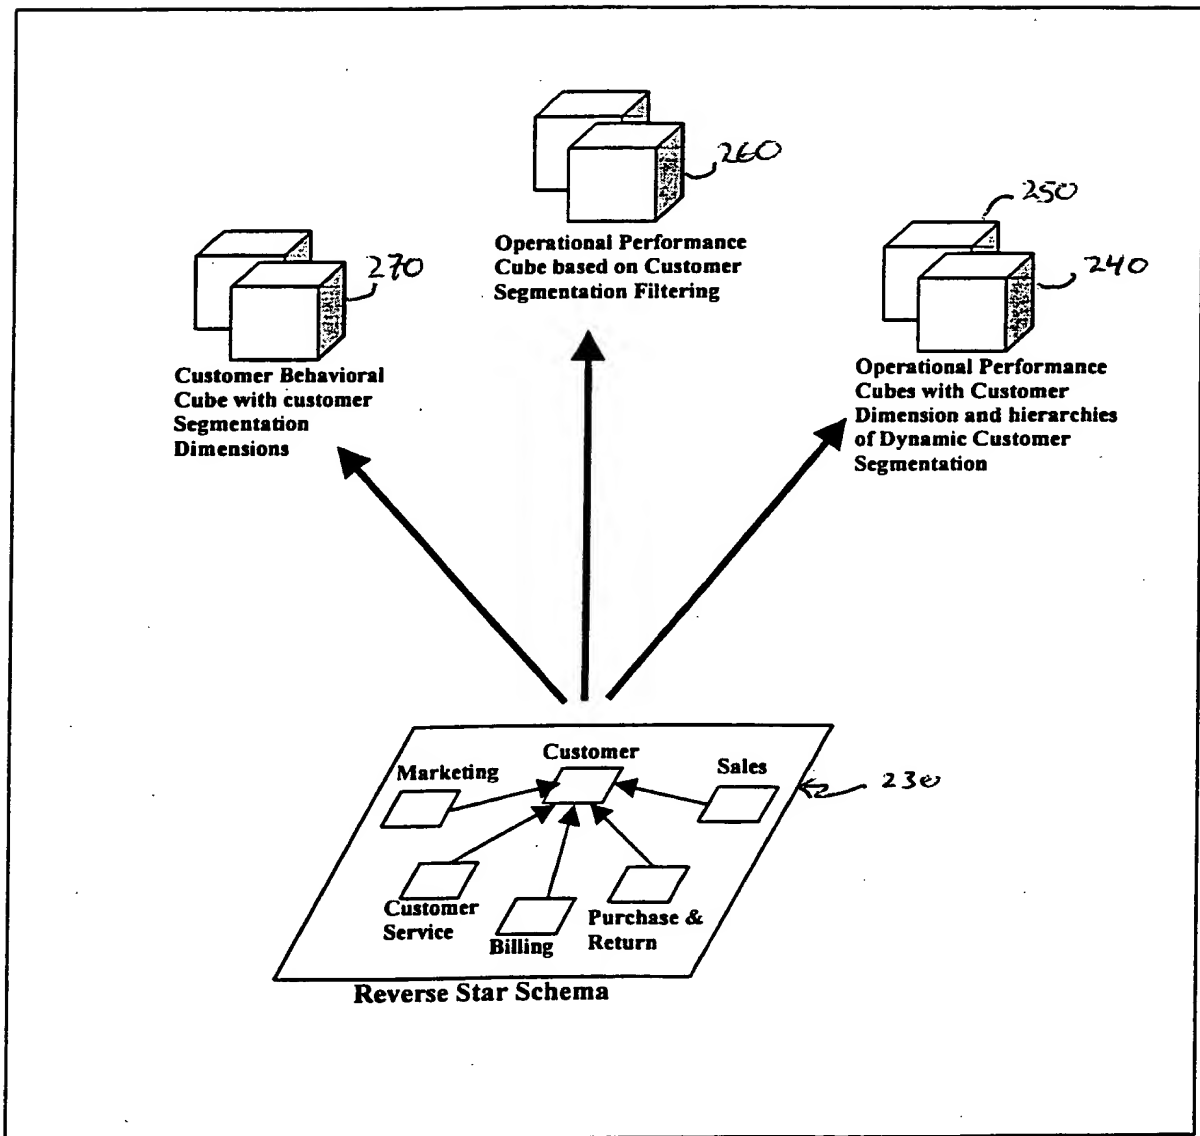 260
Operational Performance
Cube based on Customer
Segmentation Filtering
250
240
Operational Performance
Cubes with Customer
Dimension and hierarchies
of Dynamic Customer
Segmentation
270
Customer Behavioral
Cube with customer
Segmentation
Dimensions
Customer
Marketing
Sales
230
Customer
Service
Billing
Purchase &
Return
Reverse Star Schema